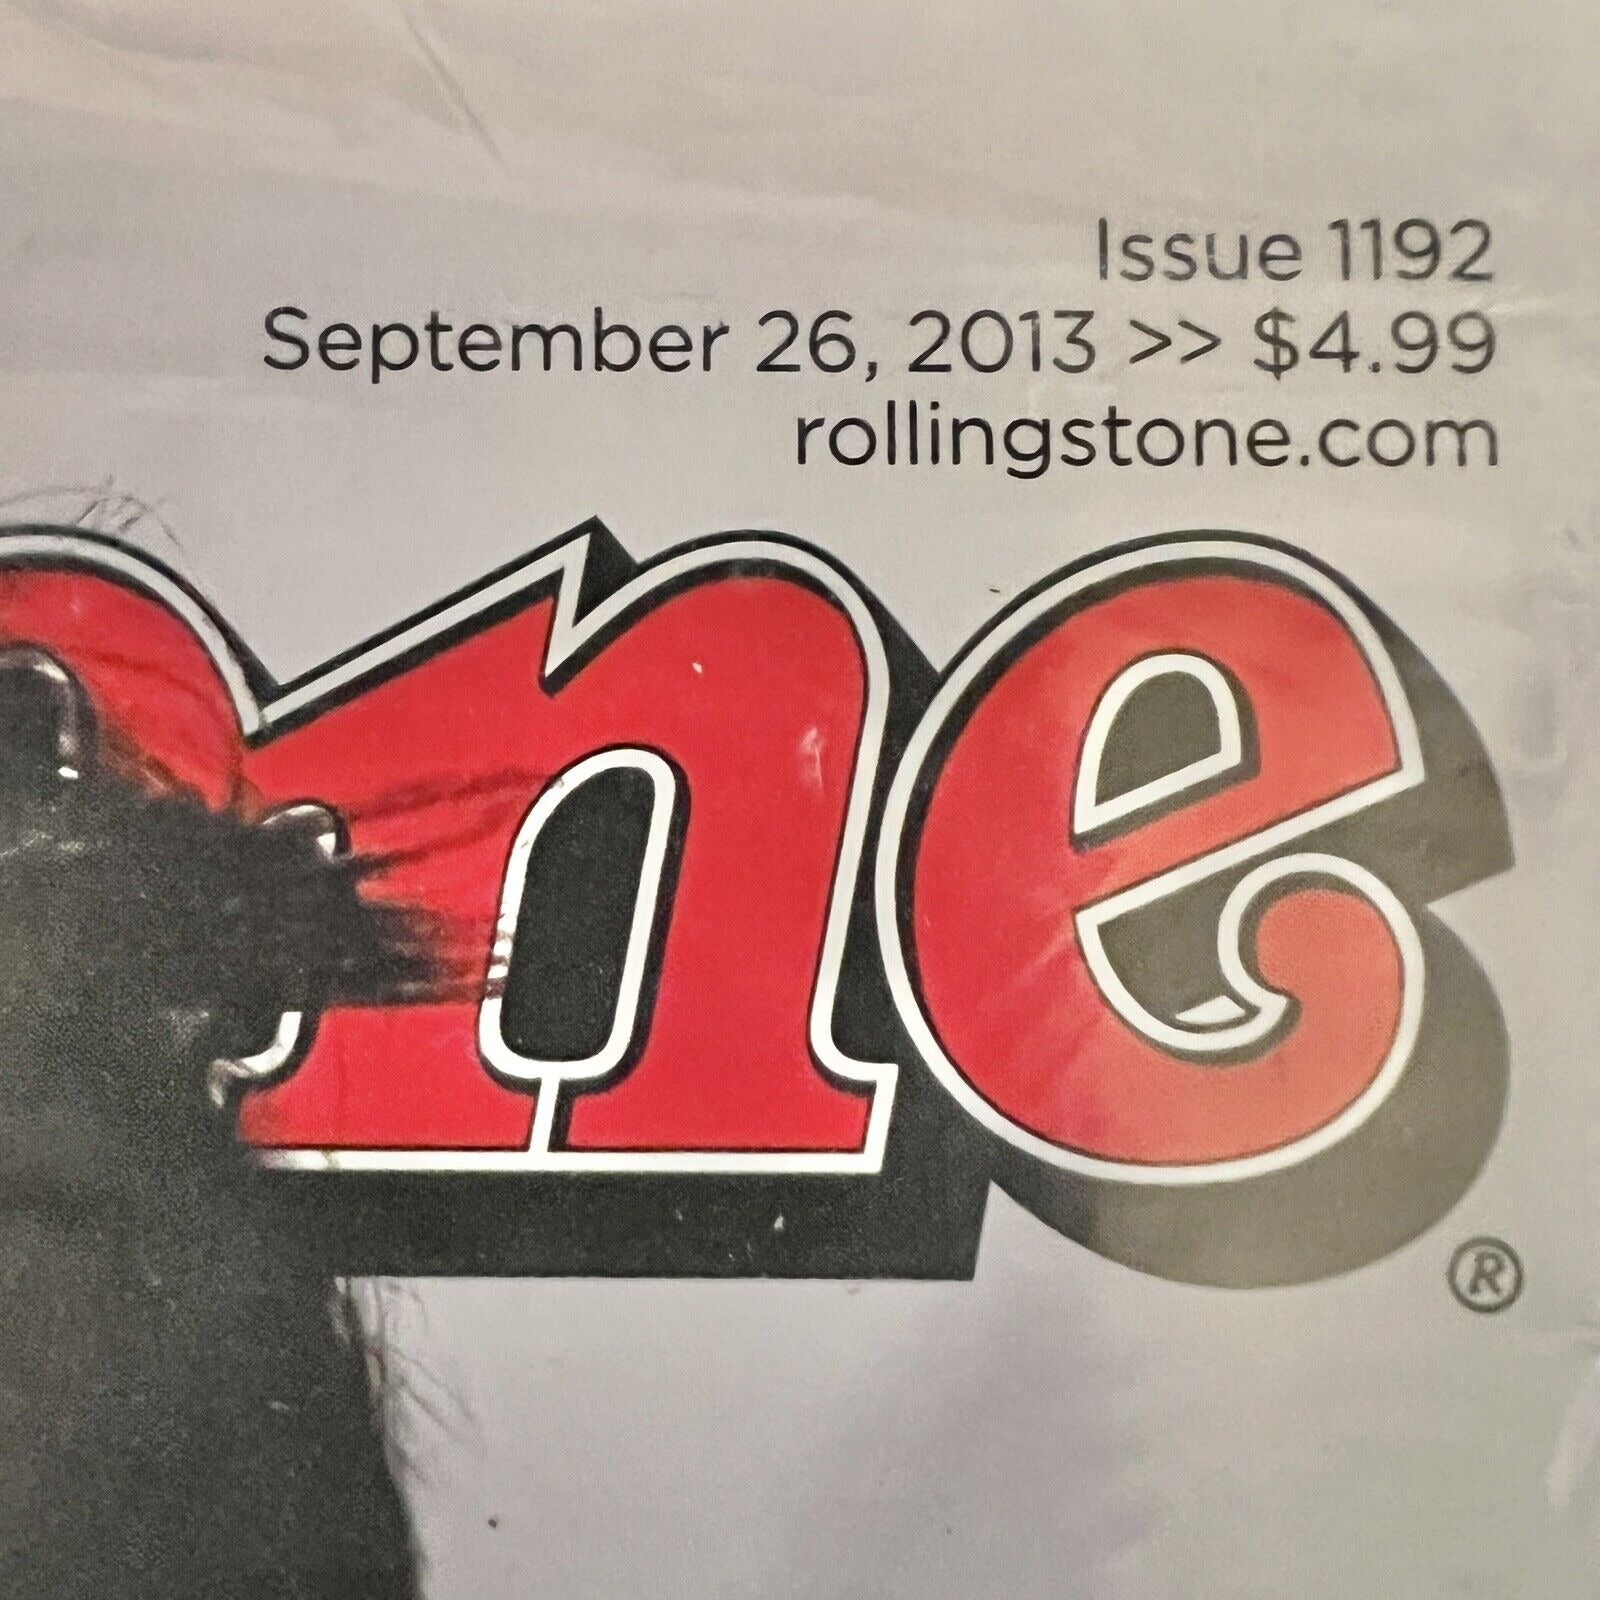 Issue 1192
September 26, 2013 >> $4.99
rollingstone.com
ne
®